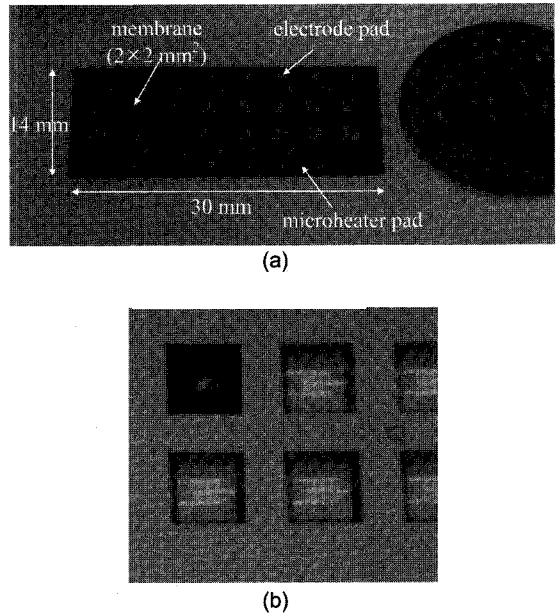 membrane
(2×2 mm²)
electrode pad
14 mm
30 mm
microheater pad
(a)
(b)